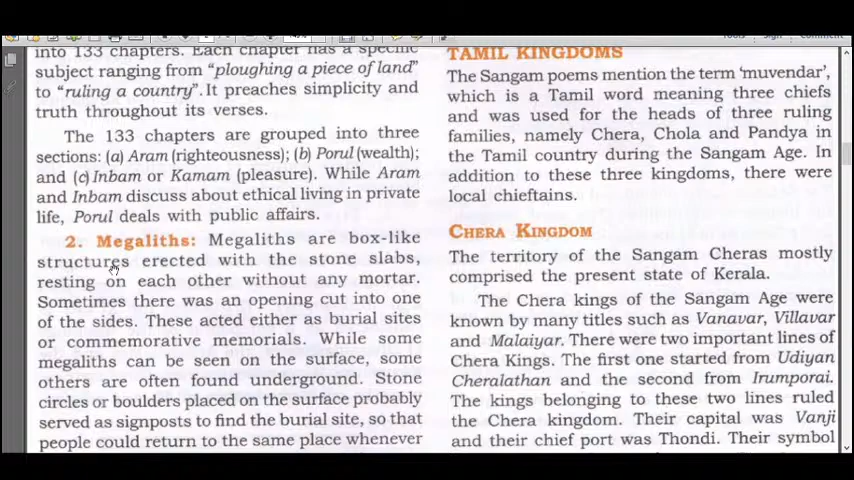 into 133 chapters. Each chapter has a specific
subject ranging from "ploughing a piece of land"
to "ruling a country". It preaches simplicity and
truth throughout its verses.
The 133 chapters are grouped into three
sections: (a) Aram (righteousness); (b) Porul (wealth);
and (c) Inbam or Kamam (pleasure). While Aram
and Inbam discuss about ethical living in private
life, Porul deals with public affairs.
2. Megaliths: Megaliths are box-like
structures erected with the stone slabs,
resting on each other without any mortar.
Sometimes there was an opening cut into one
of the sides. These acted either as burial sites
or commemorative memorials. While some
megaliths can be seen on the surface, some
others are often found underground. Stone
circles or boulders placed on the surface probably
served as signposts to find the burial site, so that
people could return to the same place whenever
TAMIL KINGDOMS
The Sangam poems mention the term 'muvendar',
which is a Tamil word meaning three chiefs
and was used for the heads of three ruling
families, namely Chera, Chola and Pandya in
the Tamil country during the Sangam Age. In
addition to these three kingdoms, there were
local chieftains.
CHERA KINGDOM
The territory of the Sangam Cheras mostly
comprised the present state of Kerala.
The Chera kings of the Sangam Age were
known by many titles such as Vanavar, Villavar
and Malaiyar. There were two important lines of
Chera Kings. The first one started from Udiyan
Cheralathan and the second from Irumporai.
The kings belonging to these two lines ruled
the Chera kingdom. Their capital was Vanji
and their chief port was Thondi. Their symbol